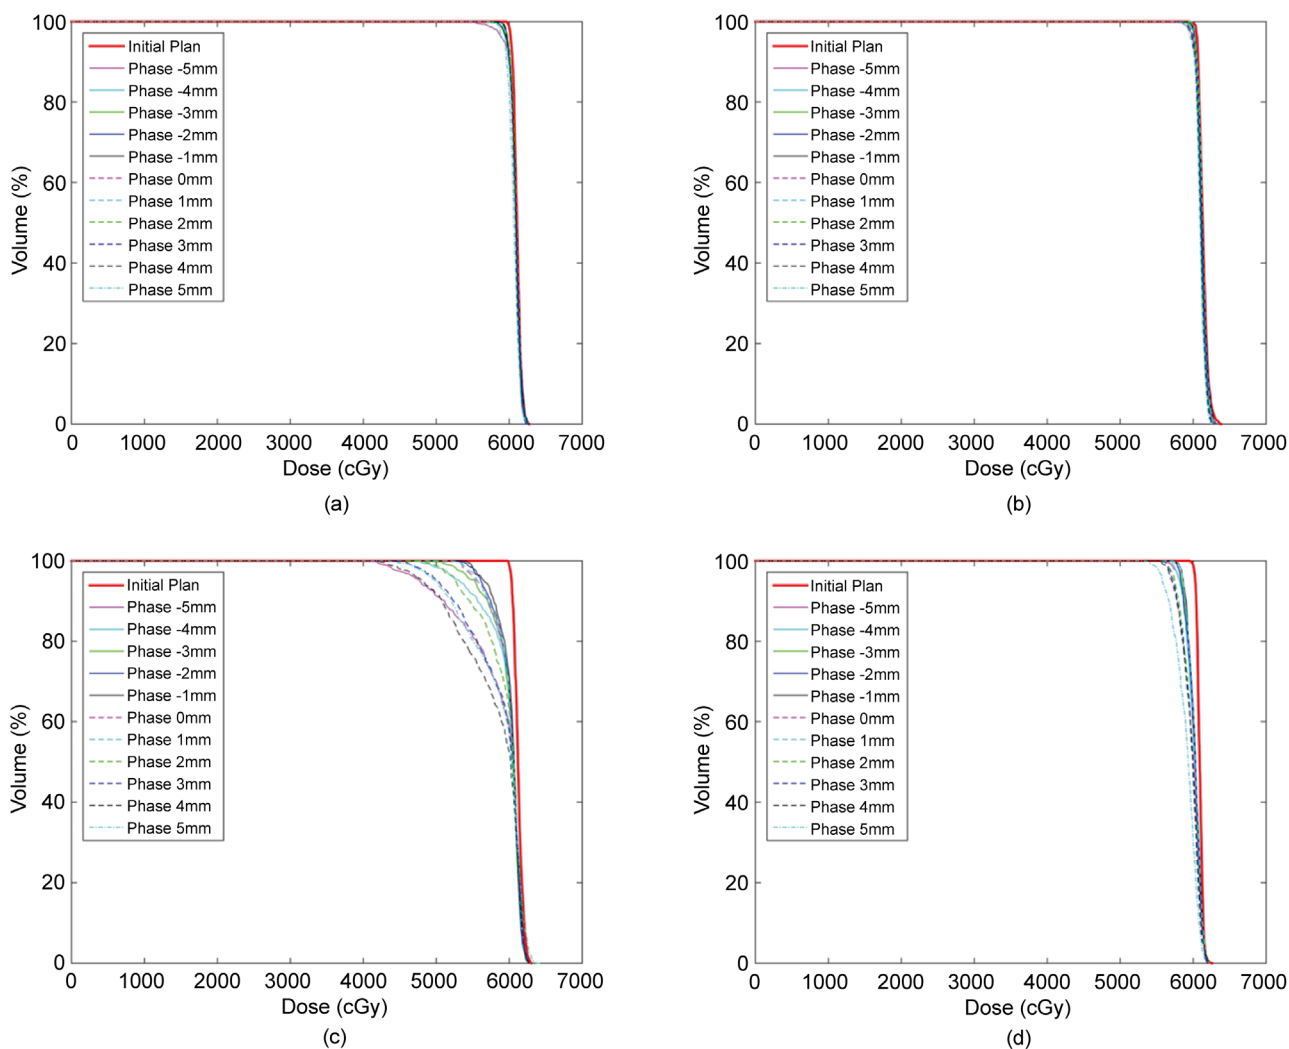 100
80
60
40
20
0
Volume (%)
Initial Plan
Phase -5mm
Phase -4mm
Phase -3mm
Phase -2mm
Phase -1mm
Phase 0mm
Phase 1mm
Phase 2mm
Phase 3mm
Phase 4mm
Phase 5mm
0 1000 2000 3000 4000 5000 6000 7000
Dose (cGy)
(a)
100
80
60
40
20
0
Volume (%)
Initial Plan
Phase -5mm
Phase -4mm
Phase -3mm
Phase -2mm
Phase -1mm
Phase 0mm
Phase 1mm
Phase 2mm
Phase 3mm
Phase 4mm
Phase 5mm
0 1000 2000 3000 4000 5000 6000 7000
Dose (cGy)
(b)
100
80
60
40
20
0
Volume (%)
Initial Plan
Phase -5mm
Phase -4mm
Phase -3mm
Phase -2mm
Phase -1mm
Phase 0mm
Phase 1mm
Phase 2mm
Phase 3mm
Phase 4mm
Phase 5mm
0 1000 2000 3000 4000 5000 6000 7000
Dose (cGy)
(c)
100
80
60
40
20
0
Volume (%)
Initial Plan
Phase -5mm
Phase -4mm
Phase -3mm
Phase -2mm
Phase -1mm
Phase 0mm
Phase 1mm
Phase 2mm
Phase 3mm
Phase 4mm
Phase 5mm
0 1000 2000 3000 4000 5000 6000 7000
Dose (cGy)
(d)